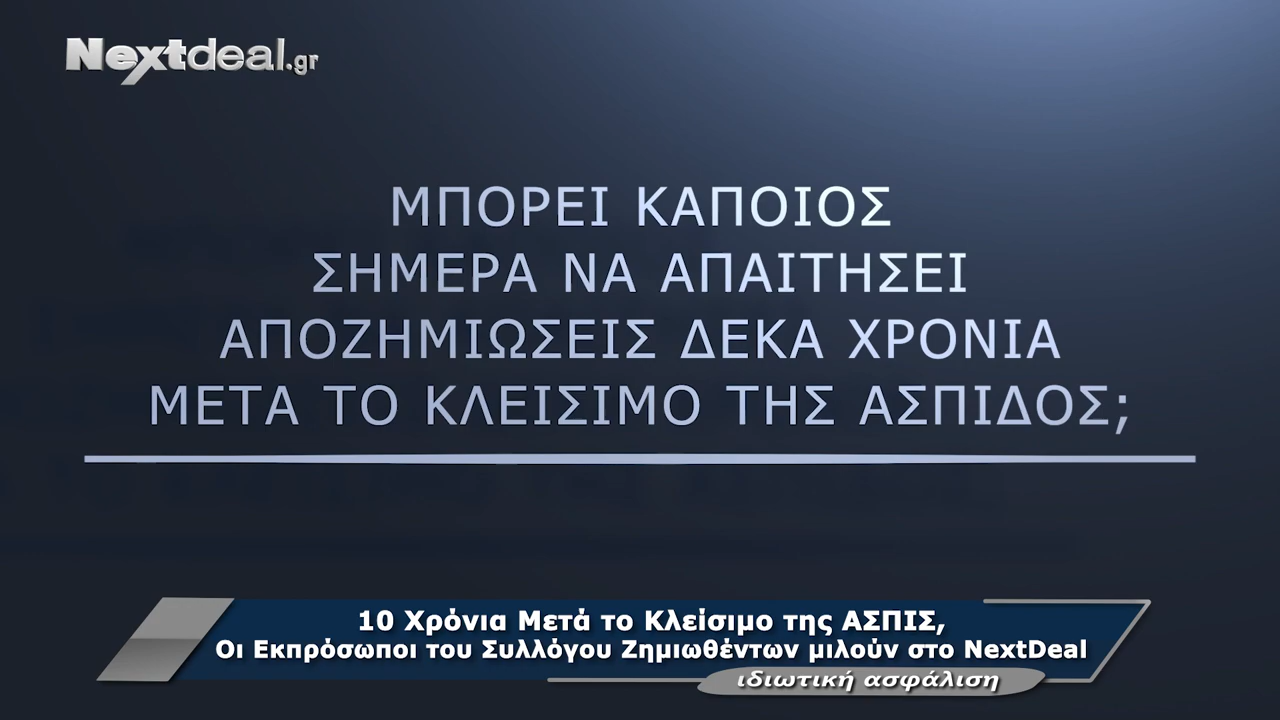 Nextdeal.gr
ΜΠΟΡΕΙ ΚΑΠΟΙΟΣ
ΣΗΜΕΡΑ ΝΑ ΑΠΑΙΤΗΣΕΙ
ΑΠΟΖΗΜΙΩΣΕΙΣ ΔΕΚΑ ΧΡΟΝΙΑ
ΜΕΤΑ ΤΟ ΚΛΕΙΣΙΜΟ ΤΗΣ ΑΣΠΙΔΟΣ;
10 Χρόνια Μετά το Κλείσιμο της ΑΣΠΙΣ,
Οι Εκπρόσωποι του Συλλόγου Ζημιωθέντων μιλούν στο NextDeal
ιδιωτική ασφάλιση